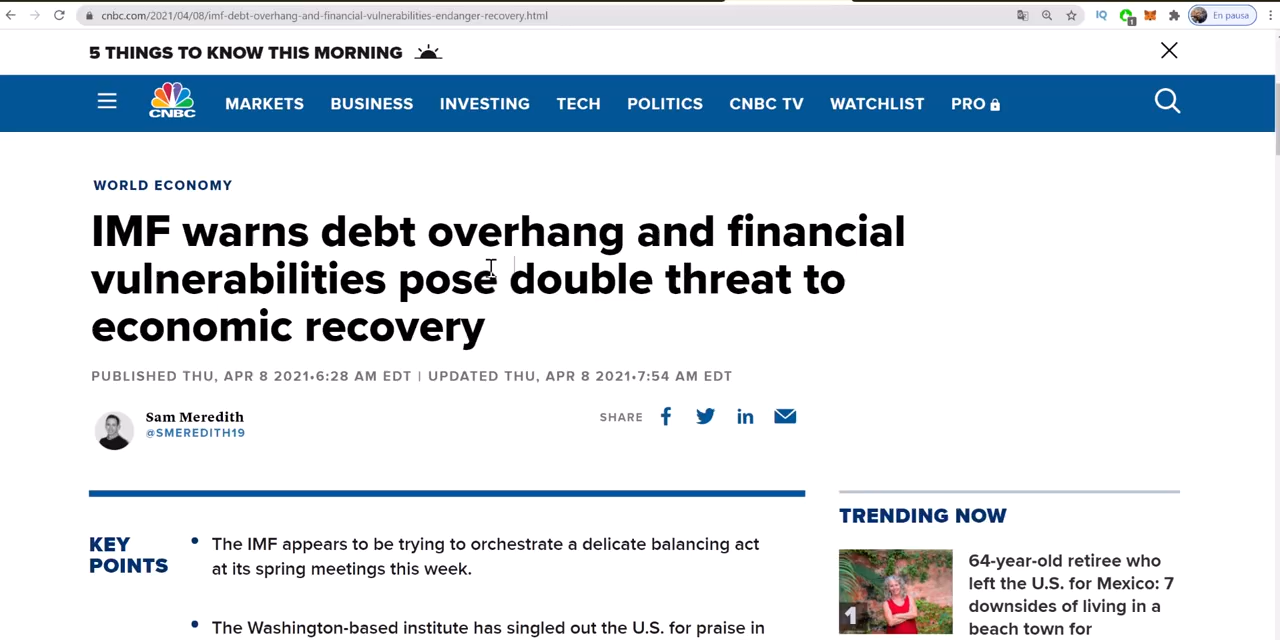 cnbc.com/2021/04/08/imf-debt-overhang-and-financial-vulnerabilities-endanger-recovery.html
IQ
1
En pausa
5 THINGS TO KNOW THIS MORNING
CNBC
MARKETS BUSINESS INVESTING TECH POLITICS CNBC TV WATCHLIST PRO
WORLD ECONOMY
IMF warns debt overhang and financial
vulnerabilities pose double threat to
economic recovery
PUBLISHED THU, APR 8 2021•6:28 AM EDT | UPDATED THU, APR 8 2021•7:54 AM EDT
Sam Meredith
@SMEREDITH19
SHARE
KEY
POINTS
• The IMF appears to be trying to orchestrate a delicate balancing act
at its spring meetings this week.
• The Washington-based institute has singled out the U.S. for praise in
TRENDING NOW
1
64-year-old retiree who
left the U.S. for Mexico: 7
downsides of living in a
beach town for